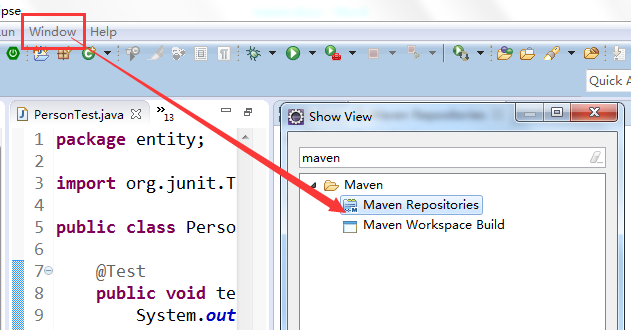 pse
Run Window Help
Quick A
PersonTest.java
»13
Show View
maven
Maven
Maven Repositories
Maven Workspace Build
1 package entity;
2
3 import org.junit.T
4
5 public class Perso
6
7 @Test
8 public void te
9 System.out